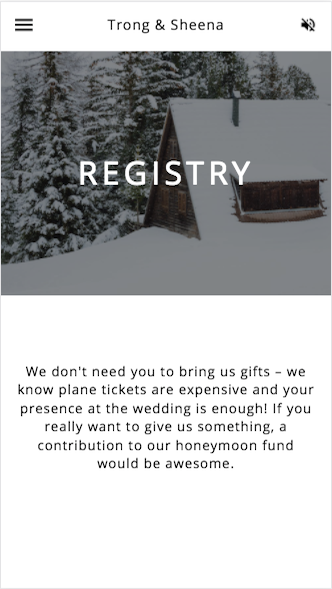 Trong & Sheena
REGISTRY
We don't need you to bring us gifts – we
know plane tickets are expensive and your
presence at the wedding is enough! If you
really want to give us something, a
contribution to our honeymoon fund
would be awesome.